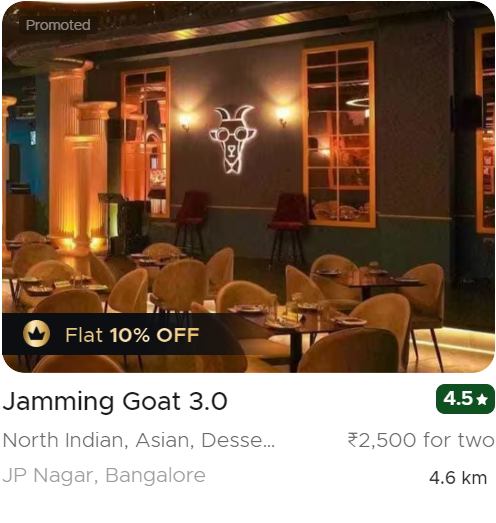 Promoted
Flat 10% OFF
Jamming Goat 3.0
4.5★
North Indian, Asian, Desse...
₹2,500 for two
JP Nagar, Bangalore
4.6 km